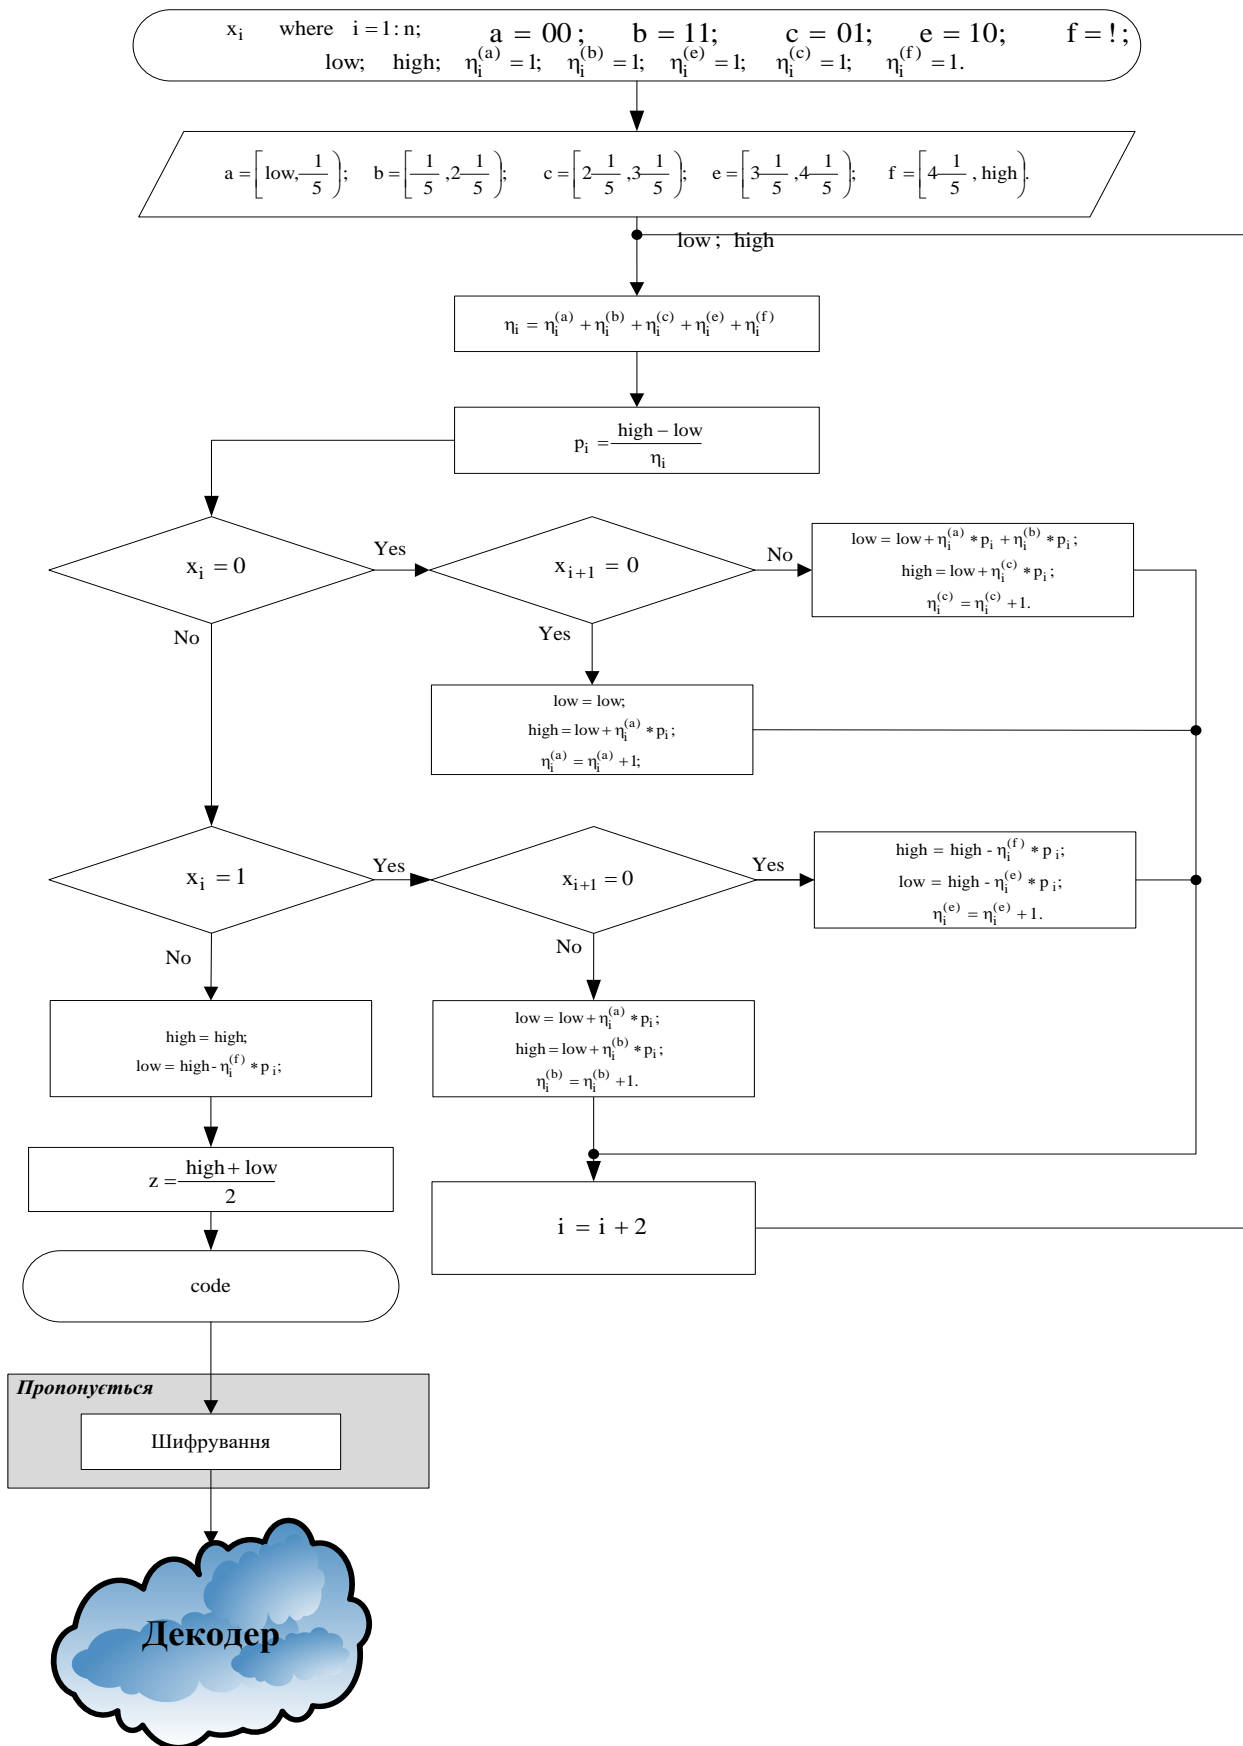 x_i where i = 1 : n; a = 00; b = 11; c = 01; e = 10; f = !;
low; high; η_i^(a) = 1; η_i^(b) = 1; η_i^(e) = 1; η_i^(c) = 1; η_i^(f) = 1.
a = [low, 1/5); b = [1/5, 2 1/5); c = [2 1/5, 3 1/5); e = [3 1/5, 4 1/5); f = [4 1/5, high).
low; high
η_i = η_i^(a) + η_i^(b) + η_i^(c) + η_i^(e) + η_i^(f)
p_i = (high − low)/η_i
x_i = 0
Yes
x_{i+1} = 0
No
low = low + η_i^(a) * p_i + η_i^(b) * p_i;
high = low + η_i^(c) * p_i;
η_i^(c) = η_i^(c) + 1.
No
Yes
low = low;
high = low + η_i^(a) * p_i;
η_i^(a) = η_i^(a) + 1;
x_i = 1
Yes
x_{i+1} = 0
Yes
high = high - η_i^(f) * p_i;
low = high - η_i^(e) * p_i;
η_i^(e) = η_i^(e) + 1.
No
No
high = high;
low = high - η_i^(f) * p_i;
low = low + η_i^(a) * p_i;
high = low + η_i^(b) * p_i;
η_i^(b) = η_i^(b) + 1.
z = (high + low)/2
i = i + 2
code
Пропонується
Шифрування
Декодер